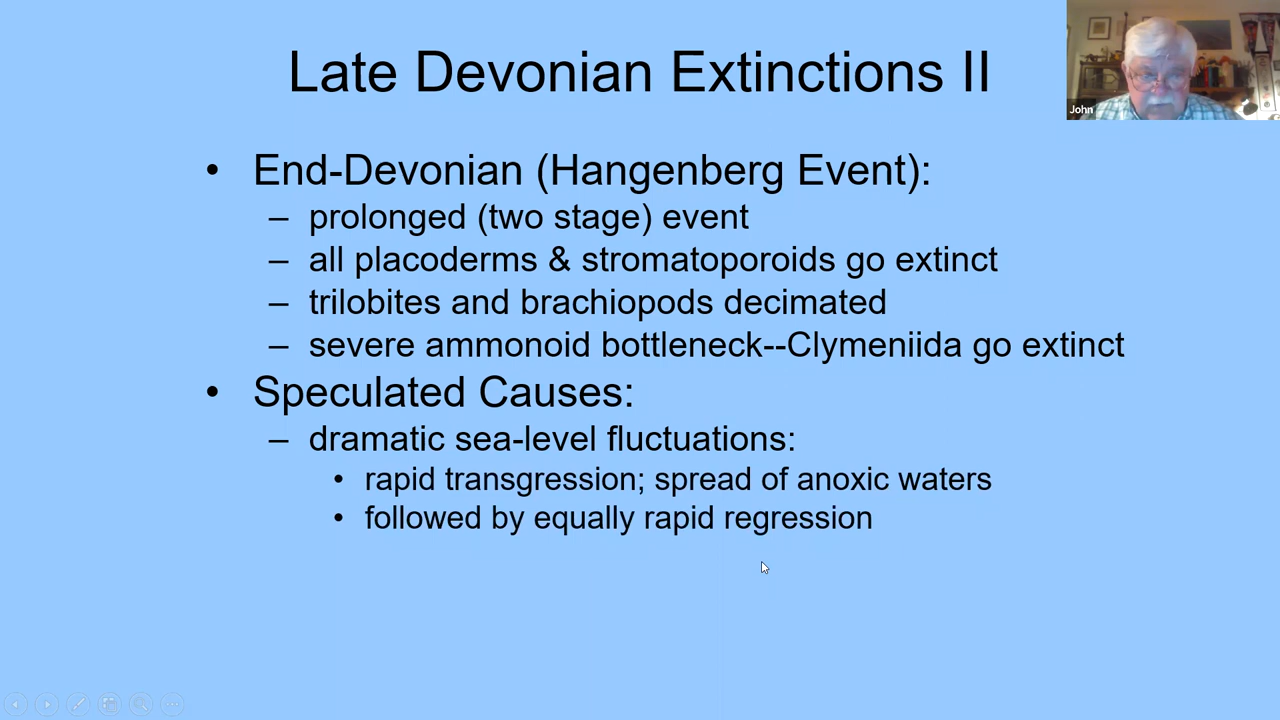 Late Devonian Extinctions II
John
• End-Devonian (Hangenberg Event):
– prolonged (two stage) event
– all placoderms & stromatoporoids go extinct
– trilobites and brachiopods decimated
– severe ammonoid bottleneck--Clymeniida go extinct
• Speculated Causes:
– dramatic sea-level fluctuations:
• rapid transgression; spread of anoxic waters
• followed by equally rapid regression